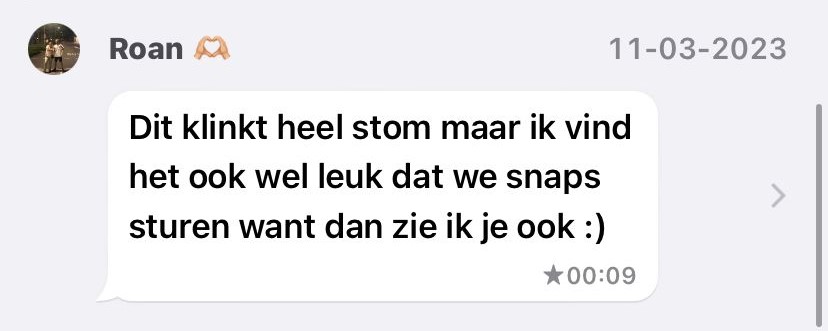 Roan 🫶🏼 11-03-2023
Dit klinkt heel stom maar ik vind
het ook wel leuk dat we snaps
sturen want dan zie ik je ook :)
★00:09